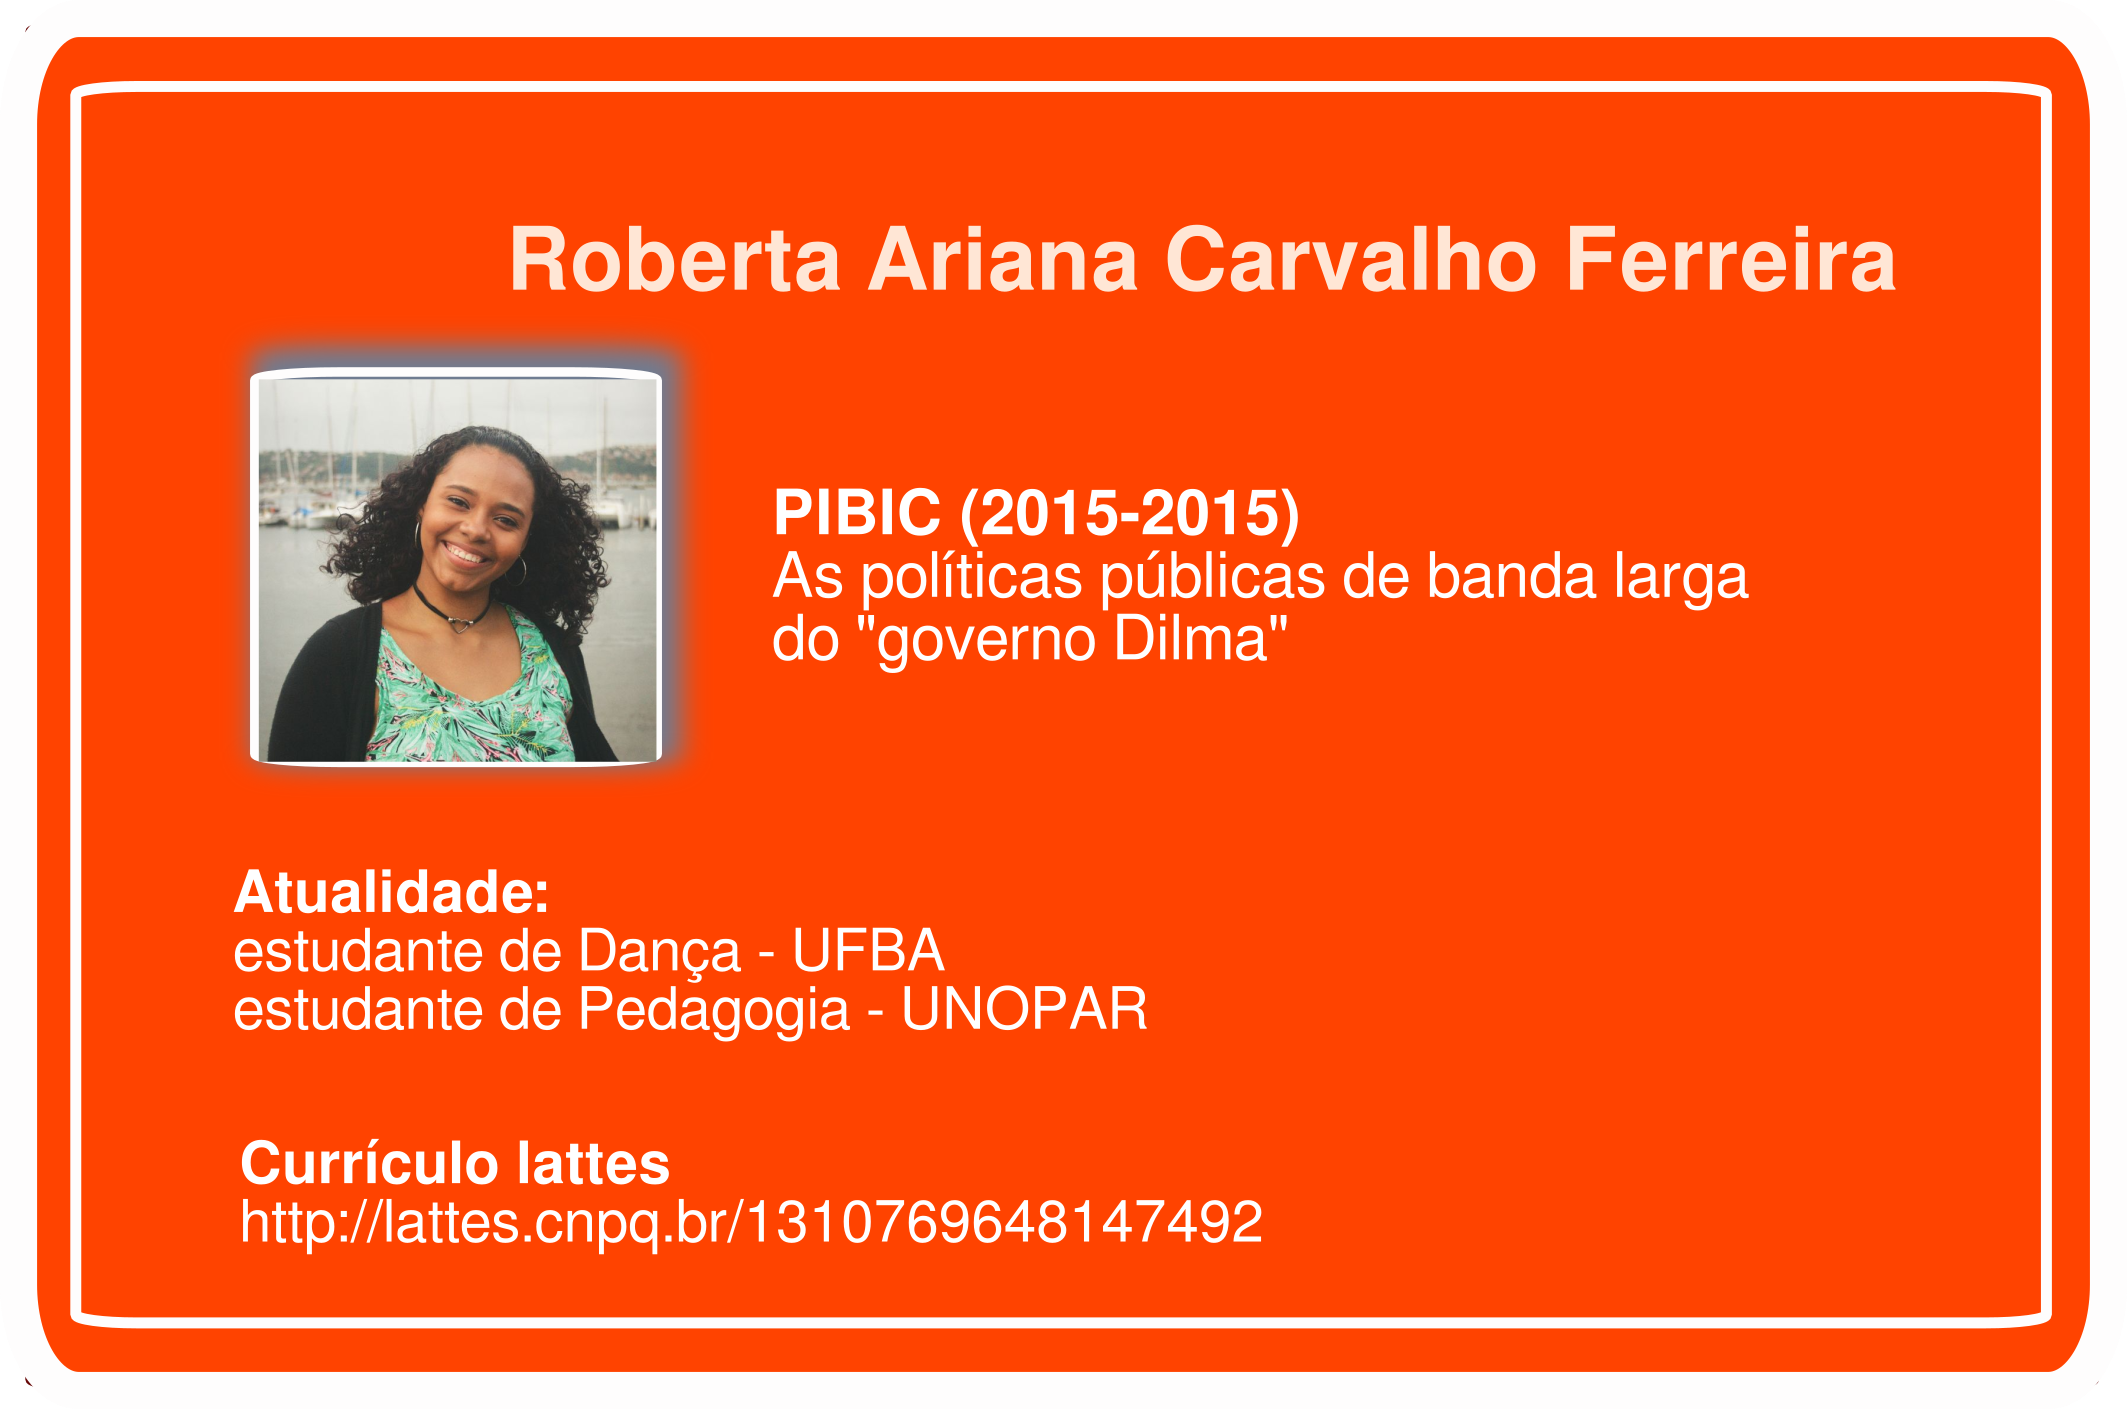 Roberta Ariana Carvalho Ferreira
PIBIC (2015-2015)
As políticas públicas de banda larga
do "governo Dilma"
Atualidade:
estudante de Dança - UFBA
estudante de Pedagogia - UNOPAR
Currículo lattes
http://lattes.cnpq.br/1310769648147492